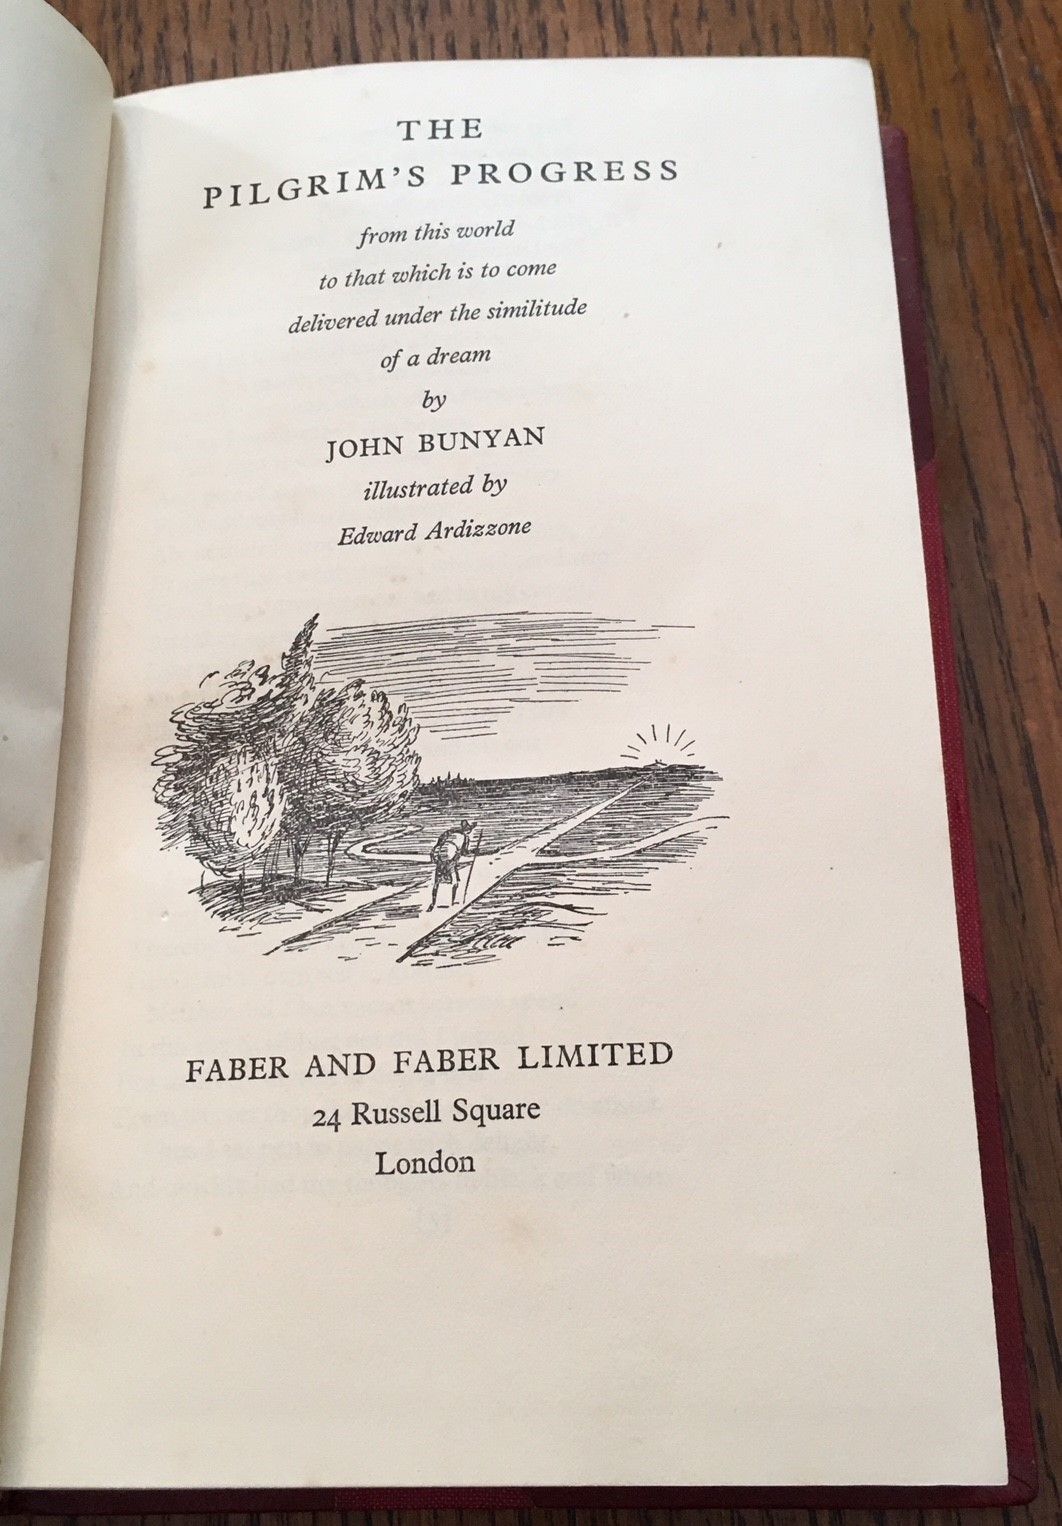 THE
PILGRIM'S PROGRESS
from this world
to that which is to come
delivered under the similitude
of a dream
by
JOHN BUNYAN
illustrated by
Edward Ardizzone
FABER AND FABER LIMITED
24 Russell Square
London